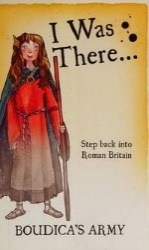 I Was
There...
Step back into
Roman Britain
BOUDICA'S ARMY